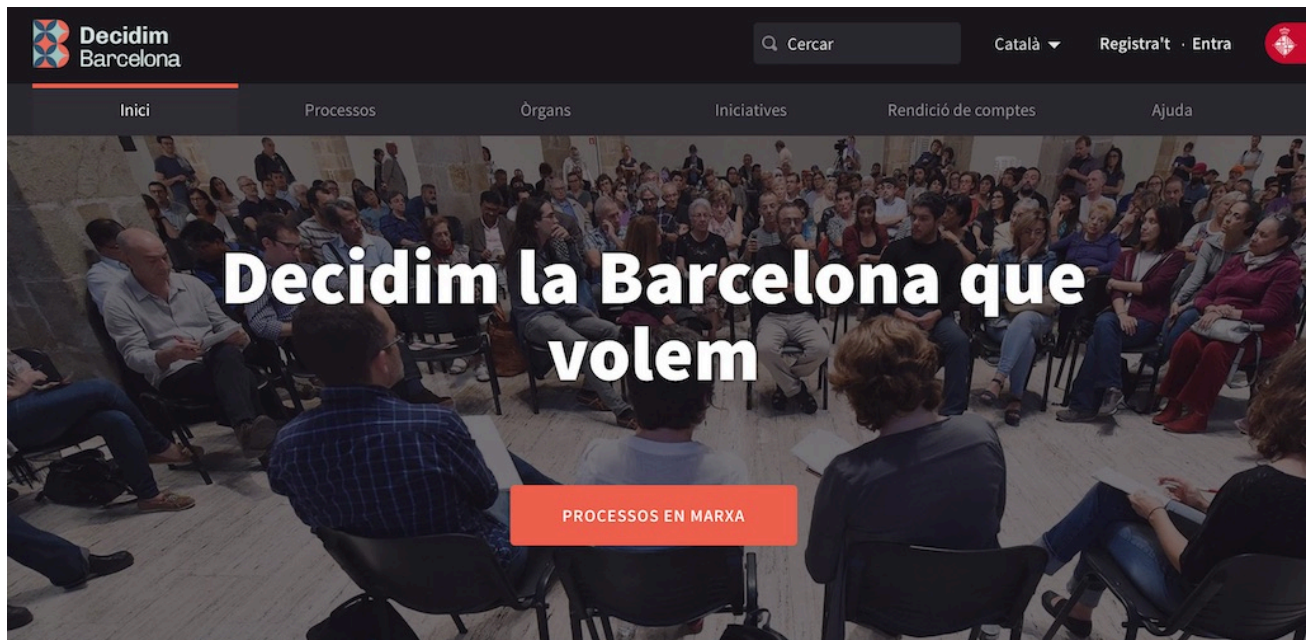 Decidim
Barcelona
Cercar
Català
Registra't · Entra
Inici
Processos
Òrgans
Iniciatives
Rendició de comptes
Ajuda
Decidim la Barcelona que
volem
PROCESSOS EN MARXA